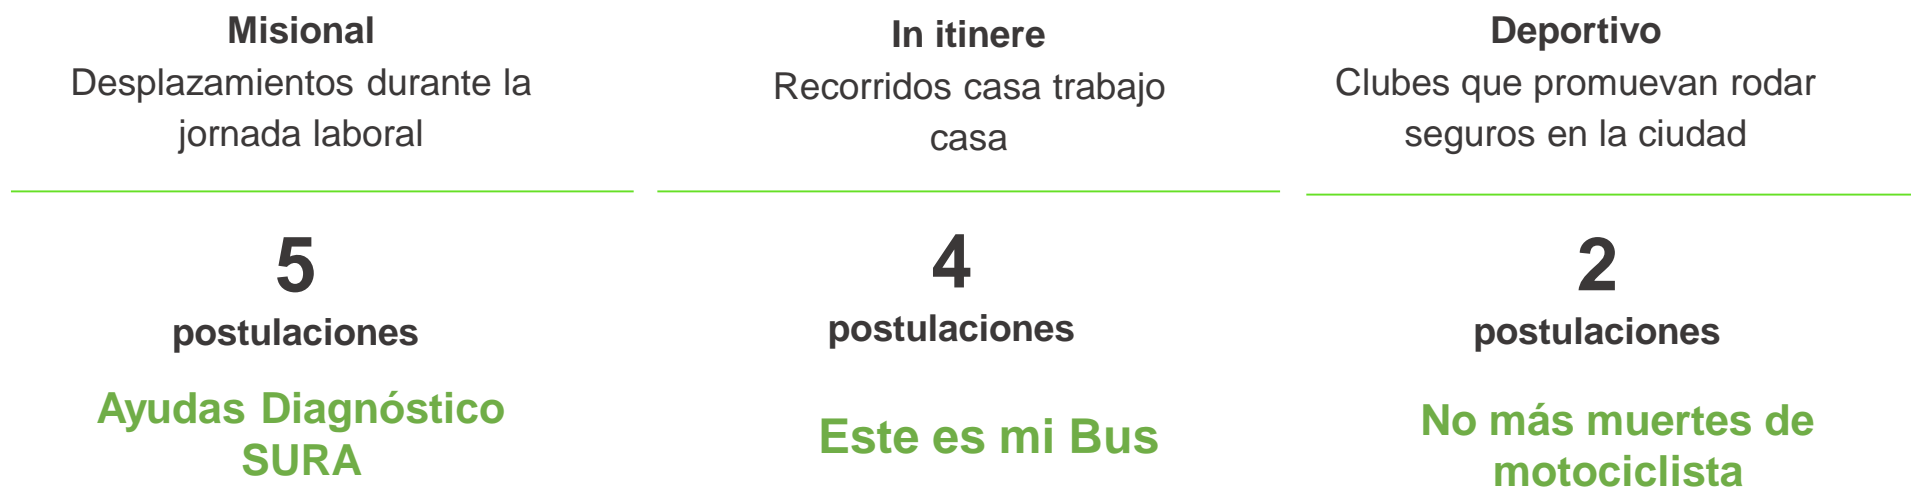 Misional
Desplazamientos durante la
jornada laboral
5
postulaciones
Ayudas Diagnóstico
SURA
In itinere
Recorridos casa trabajo
casa
4
postulaciones
Este es mi Bus
Deportivo
Clubes que promuevan rodar
seguros en la ciudad
2
postulaciones
No más muertes de
motociclista